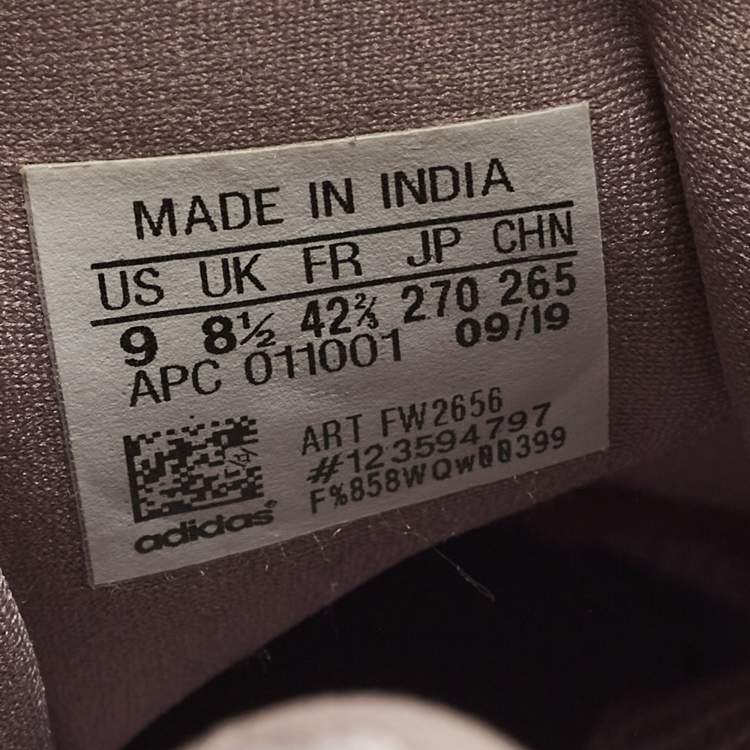 MADE IN INDIA
US UK FR JP CHN
9 8½ 42⅔ 270 265
APC 011001 09/19
ART FW2656
#123594797
F%858WQW00399
adidas